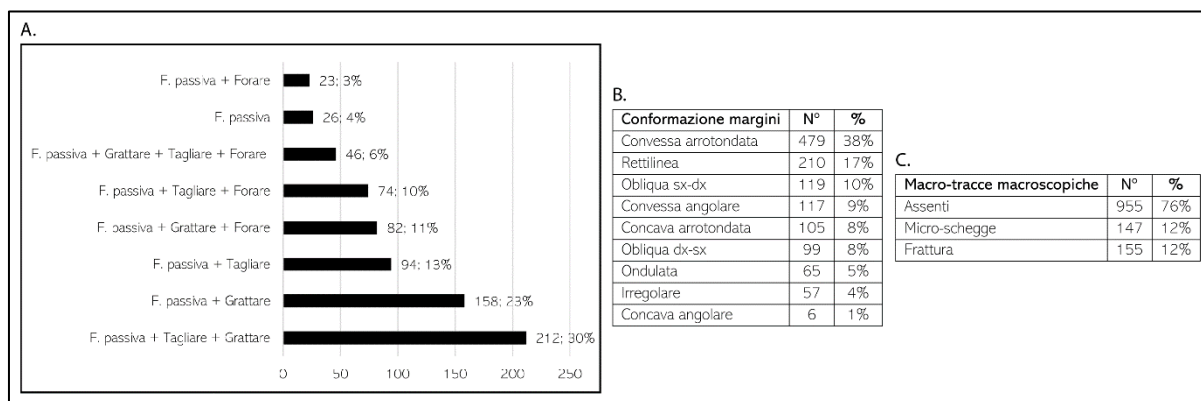 A.
F. passiva + Forare 23; 3%
F. passiva 26; 4%
F. passiva + Grattare + Tagliare + Forare 46; 6%
F. passiva + Tagliare + Forare 74; 10%
F. passiva + Grattare + Forare 82; 11%
F. passiva + Tagliare 94; 13%
F. passiva + Grattare 158; 23%
F. passiva + Tagliare + Grattare 212; 30%
0 50 100 150 200 250
B.
Conformazione margini N° %
Convessa arrotondata 479 38%
Rettilinea 210 17%
Obliqua sx-dx 119 10%
Convessa angolare 117 9%
Concava arrotondata 105 8%
Obliqua dx-sx 99 8%
Ondulata 65 5%
Irregolare 57 4%
Concava angolare 6 1%
C.
Macro-tracce macroscopiche N° %
Assenti 955 76%
Micro-schegge 147 12%
Frattura 155 12%